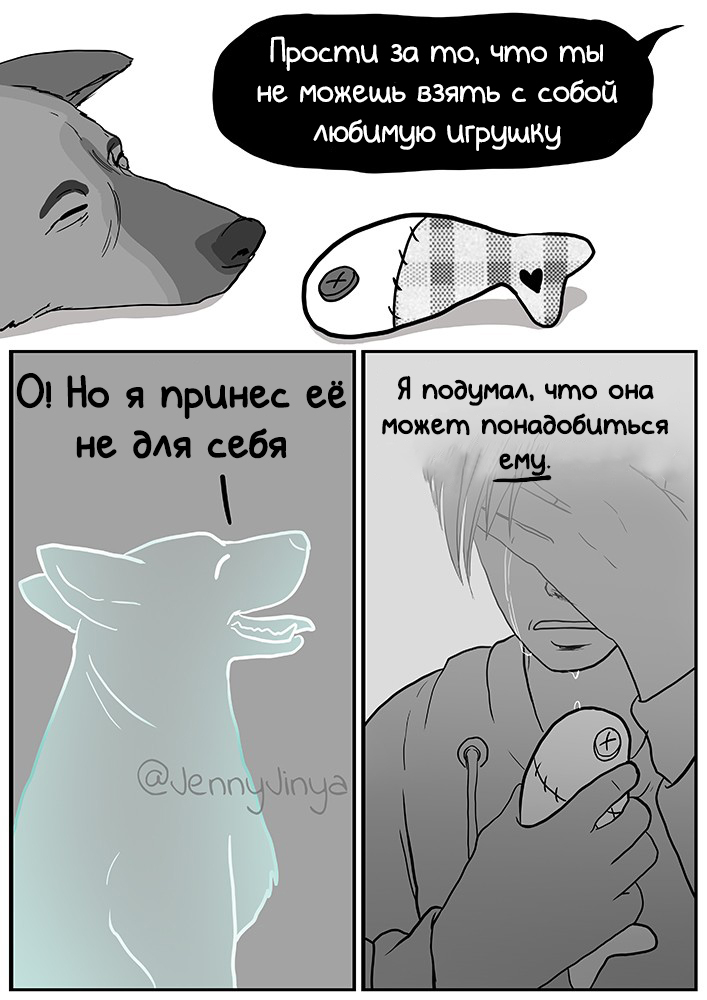 Прости за то, что ты
не можешь взять с собой
любимую игрушку
О! Но я принес её
не для себя
Я подумал, что она
может понадобиться
ему.
@JennyJinya